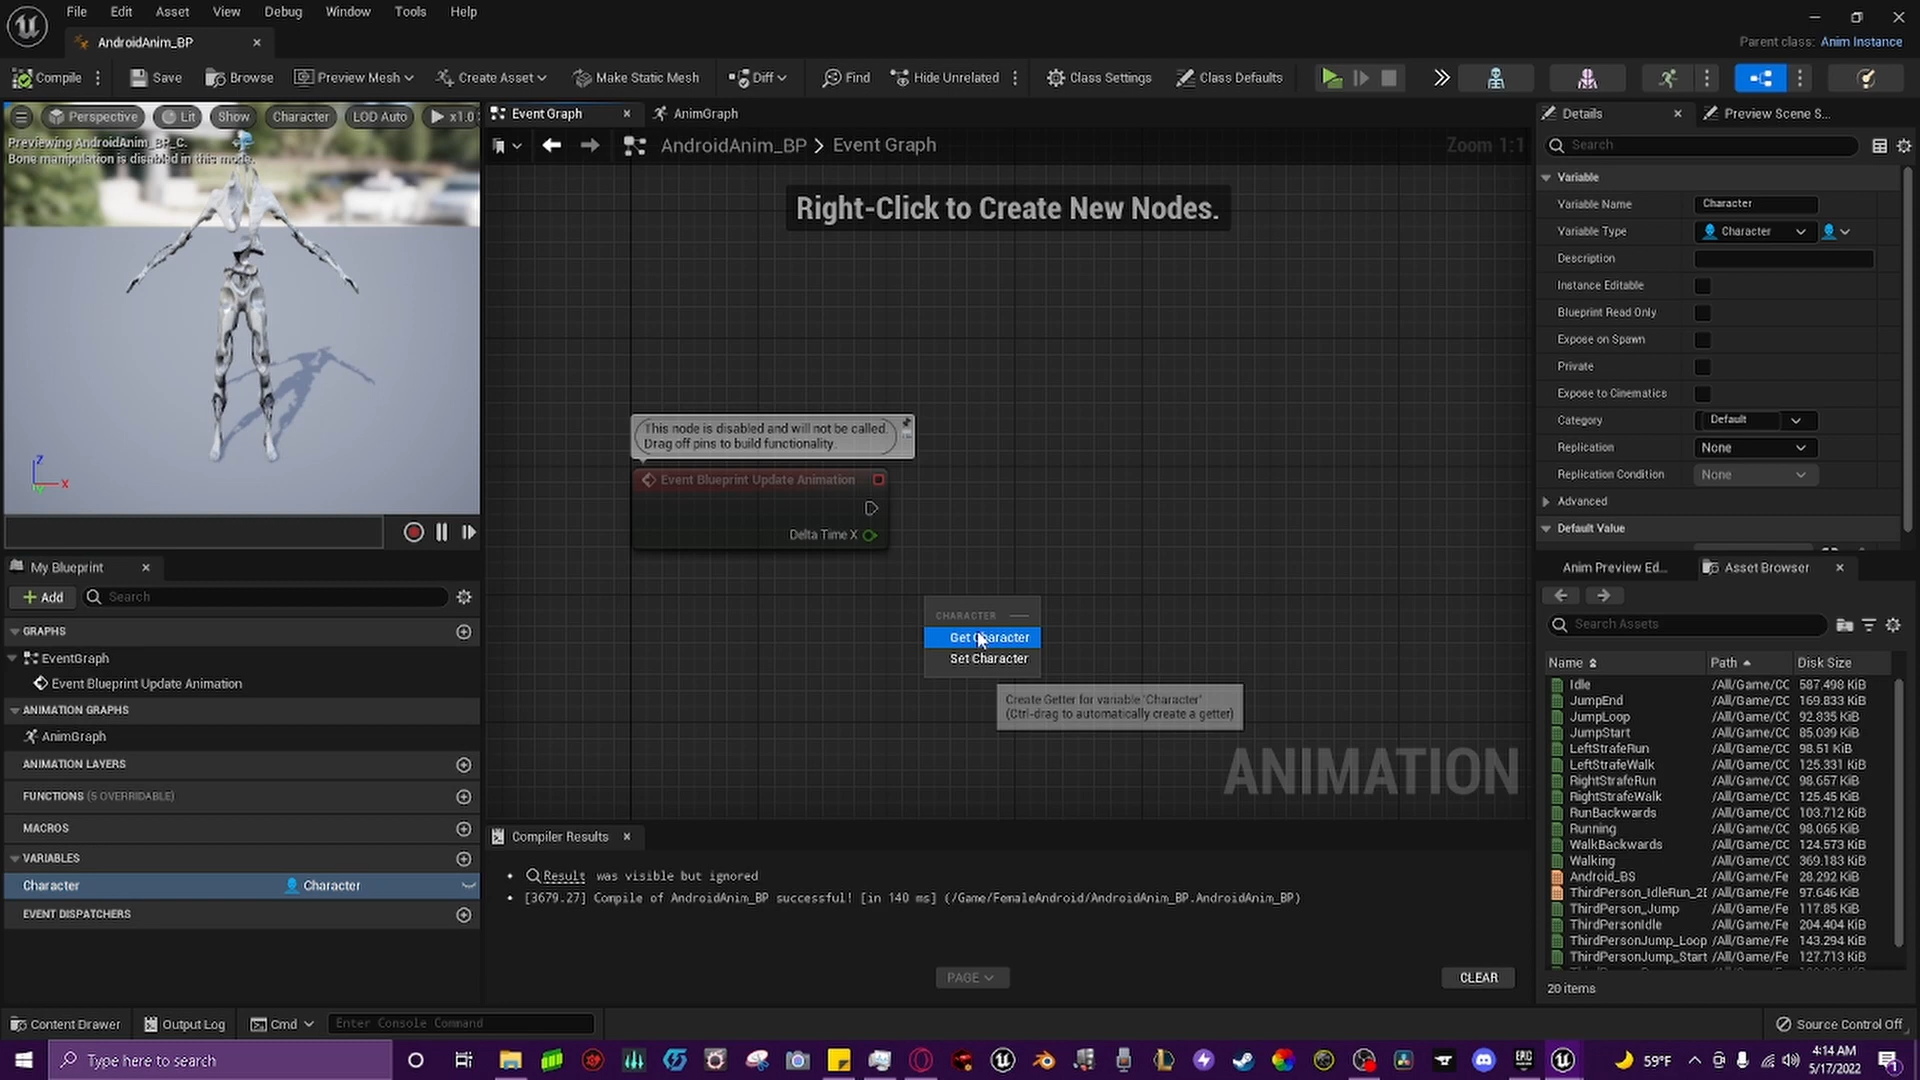 File Edit Asset View Debug Window Tools Help
AndroidAnim_BP
Parent class: Anim Instance
Compile Save Browse Preview Mesh Create Asset Make Static Mesh Diff Find Hide Unrelated Class Settings Class Defaults
Perspective Lit Show Character LOD Auto x1.0
Previewing AndroidAnim_BP_C.
Bone manipulation is disabled in this mode.
Z
X
Event Graph AnimGraph
AndroidAnim_BP > Event Graph
Zoom 1:1
Right-Click to Create New Nodes.
This node is disabled and will not be called.
Drag off pins to build functionality.
Event Blueprint Update Animation
Delta Time X
CHARACTER
Get Character
Set Character
Create Getter for variable 'Character'
(Ctrl-drag to automatically create a getter)
ANIMATION
My Blueprint
Add Search
GRAPHS
EventGraph
Event Blueprint Update Animation
ANIMATION GRAPHS
AnimGraph
ANIMATION LAYERS
FUNCTIONS (5 OVERRIDABLE)
MACROS
VARIABLES
Character Character
EVENT DISPATCHERS
Compiler Results
Result was visible but ignored
[3679.27] Compile of AndroidAnim_BP successful! [in 140 ms] (/Game/FemaleAndroid/AndroidAnim_BP.AndroidAnim_BP)
PAGE
CLEAR
Details Preview Scene S...
Search
Variable
Variable Name Character
Variable Type Character
Description
Instance Editable
Blueprint Read Only
Expose on Spawn
Private
Expose to Cinematics
Category Default
Replication None
Replication Condition None
Advanced
Default Value
Anim Preview Ed... Asset Browser
Search Assets
Name Path Disk Size
Idle /All/Game/CC 587.498 KiB
JumpEnd /All/Game/CC 169.833 KiB
JumpLoop /All/Game/CC 92.835 KiB
JumpStart /All/Game/CC 85.039 KiB
LeftStrafeRun /All/Game/CC 98.51 KiB
LeftStrafeWalk /All/Game/CC 125.331 KiB
RightStrafeRun /All/Game/CC 98.657 KiB
RightStrafeWalk /All/Game/CC 125.45 KiB
RunBackwards /All/Game/CC 103.712 KiB
Running /All/Game/CC 98.065 KiB
WalkBackwards /All/Game/CC 124.573 KiB
Walking /All/Game/CC 369.183 KiB
Android_BS /All/Game/Fe 28.292 KiB
ThirdPerson_IdleRun_2D /All/Game/Fe 97.646 KiB
ThirdPerson_Jump /All/Game/Fe 117.85 KiB
ThirdPersonIdle /All/Game/Fe 204.404 KiB
ThirdPersonJump_Loop /All/Game/Fe 143.294 KiB
ThirdPersonJump_Start /All/Game/Fe 127.713 KiB
20 items
Content Drawer Output Log Cmd Enter Console Command
Source Control Off
Type here to search
59°F
4:14 AM
5/17/2022